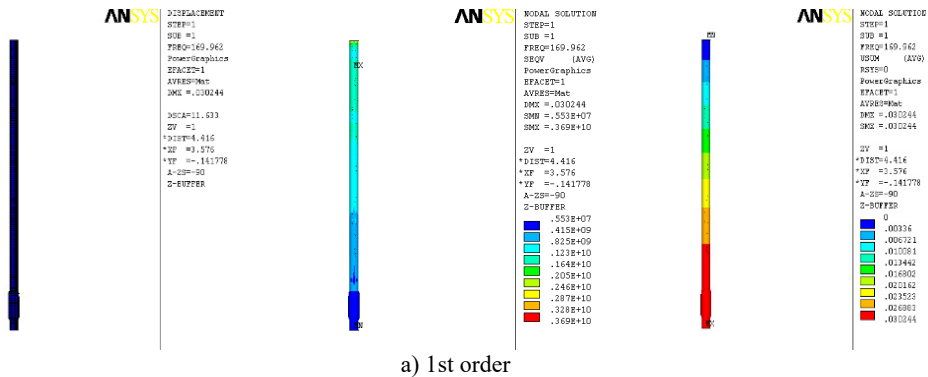 ANSYS
DISPLACEMENT
STEP=1
SUB =1
FREQ=169.962
PowerGraphics
EFACET=1
AVRES=Mat
DMX =.030244
DSCA=11.633
ZV =1
*DIST=4.416
*XF =3.576
*YF =-.141778
A-ZS=-90
Z-BUFFER
MX
MN
ANSYS
NODAL SOLUTION
STEP=1
SUB =1
FREQ=169.962
SEQV (AVG)
PowerGraphics
EFACET=1
AVRES=Mat
DMX =.030244
SMN =.553E+07
SMX =.369E+10
ZV =1
*DIST=4.416
*XF =3.576
*YF =-.141778
A-ZS=-90
Z-BUFFER
.553E+07
.415E+09
.825E+09
.123E+10
.164E+10
.205E+10
.246E+10
.287E+10
.328E+10
.369E+10
MN
MX
ANSYS
NODAL SOLUTION
STEP=1
SUB =1
FREQ=169.962
USUM (AVG)
RSYS=0
PowerGraphics
EFACET=1
AVRES=Mat
DMX =.030244
SMX =.030244
ZV =1
*DIST=4.416
*XF =3.576
*YF =-.141778
A-ZS=-90
Z-BUFFER
0
.00336
.006721
.010081
.013442
.016802
.020162
.023523
.026883
.030244
a) 1st order